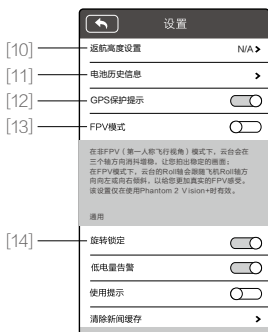 设置
[10] 返航高度设置 N/A
[11] 电池历史信息
[12] GPS保护提示
[13] FPV模式
在非FPV（第一人称飞行视角）模式下，云台会在
三个轴方向消抖增稳，让您拍出稳定的画面；
在FPV模式下，云台的Roll轴会跟随飞机Roll轴方
向向左或向右倾斜，以给您更加真实的FPV感受。
该设置仅在使用Phantom 2 Vision+时有效。
通用
[14] 旋转锁定
低电量告警
使用提示
清除新闻缓存